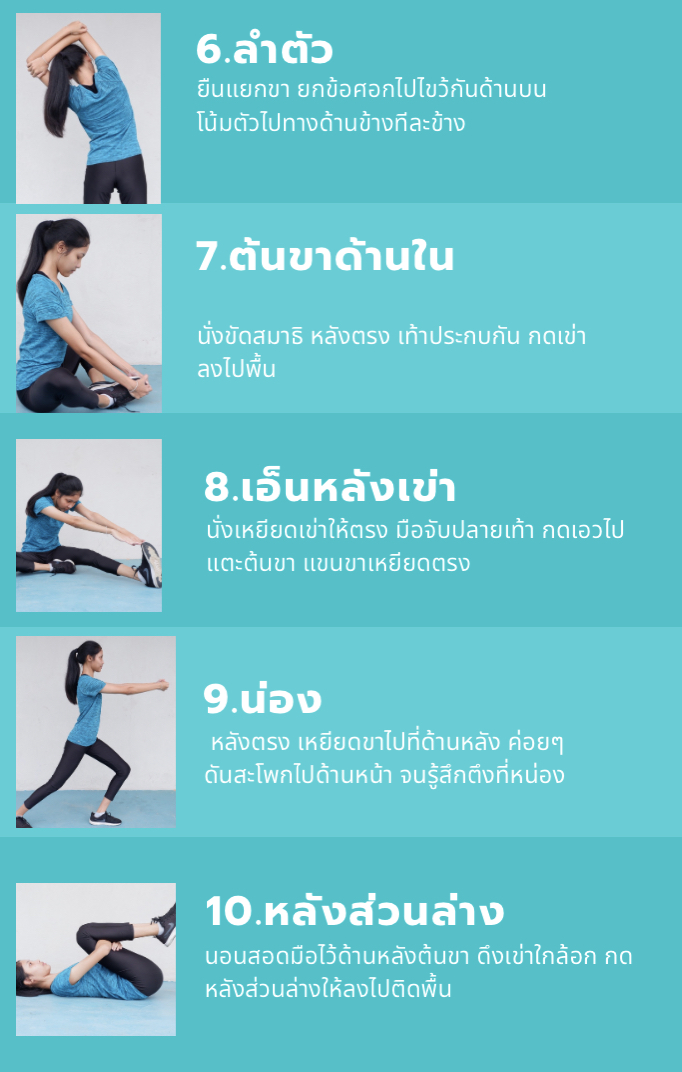 6.ลำตัว
ยืนแยกขา ยกข้อศอกไปไขว้กันด้านบน
โน้มตัวไปทางด้านข้างทีละข้าง
7.ต้นขาด้านใน
นั่งขัดสมาธิ หลังตรง เท้าประกบกัน กดเข่า
ลงไปพื้น
8.เอ็นหลังเข่า
นั่งเหยียดเข่าให้ตรง มือจับปลายเท้า กดเอวไป
แตะต้นขา แขนขาเหยียดตรง
9.น่อง
หลังตรง เหยียดขาไปที่ด้านหลัง ค่อยๆ
ดันสะโพกไปด้านหน้า จนรู้สึกตึงที่หน่อง
10.หลังส่วนล่าง
นอนสอดมือไว้ด้านหลังต้นขา ดึงเข่าใกล้อก กด
หลังส่วนล่างให้ลงไปติดพื้น